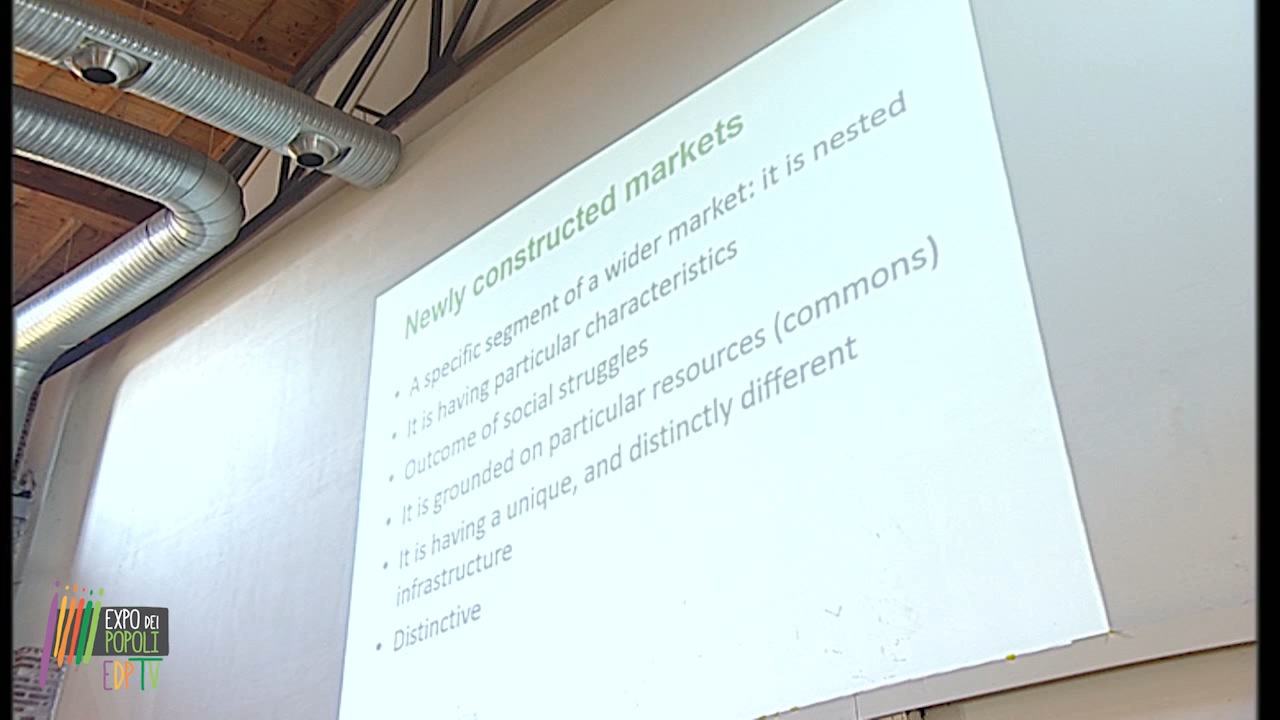 Newly constructed markets
• A specific segment of a wider market: it is nested
• It is having particular characteristics
• Outcome of social struggles
• It is grounded on particular resources (commons)
• It is having a unique, and distinctly different
infrastructure
• Distinctive
EXPO DEI
POPOLI
EDPTV